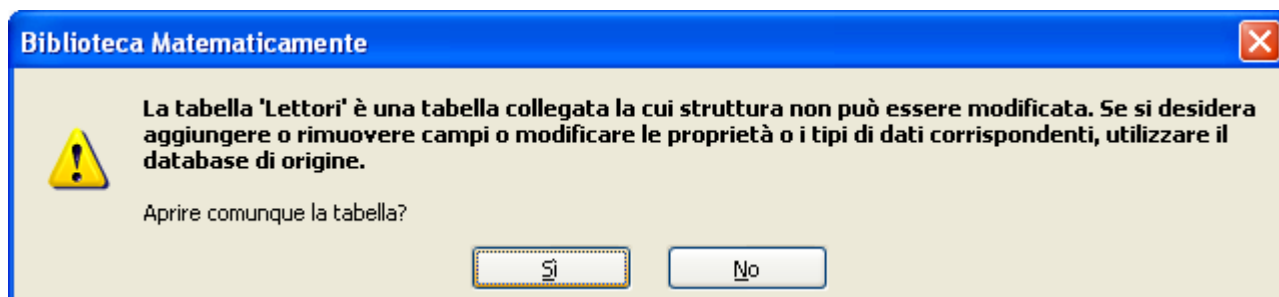 Biblioteca Matematicamente
La tabella 'Lettori' è una tabella collegata la cui struttura non può essere modificata. Se si desidera
aggiungere o rimuovere campi o modificare le proprietà o i tipi di dati corrispondenti, utilizzare il
database di origine.
Aprire comunque la tabella?
Sì No